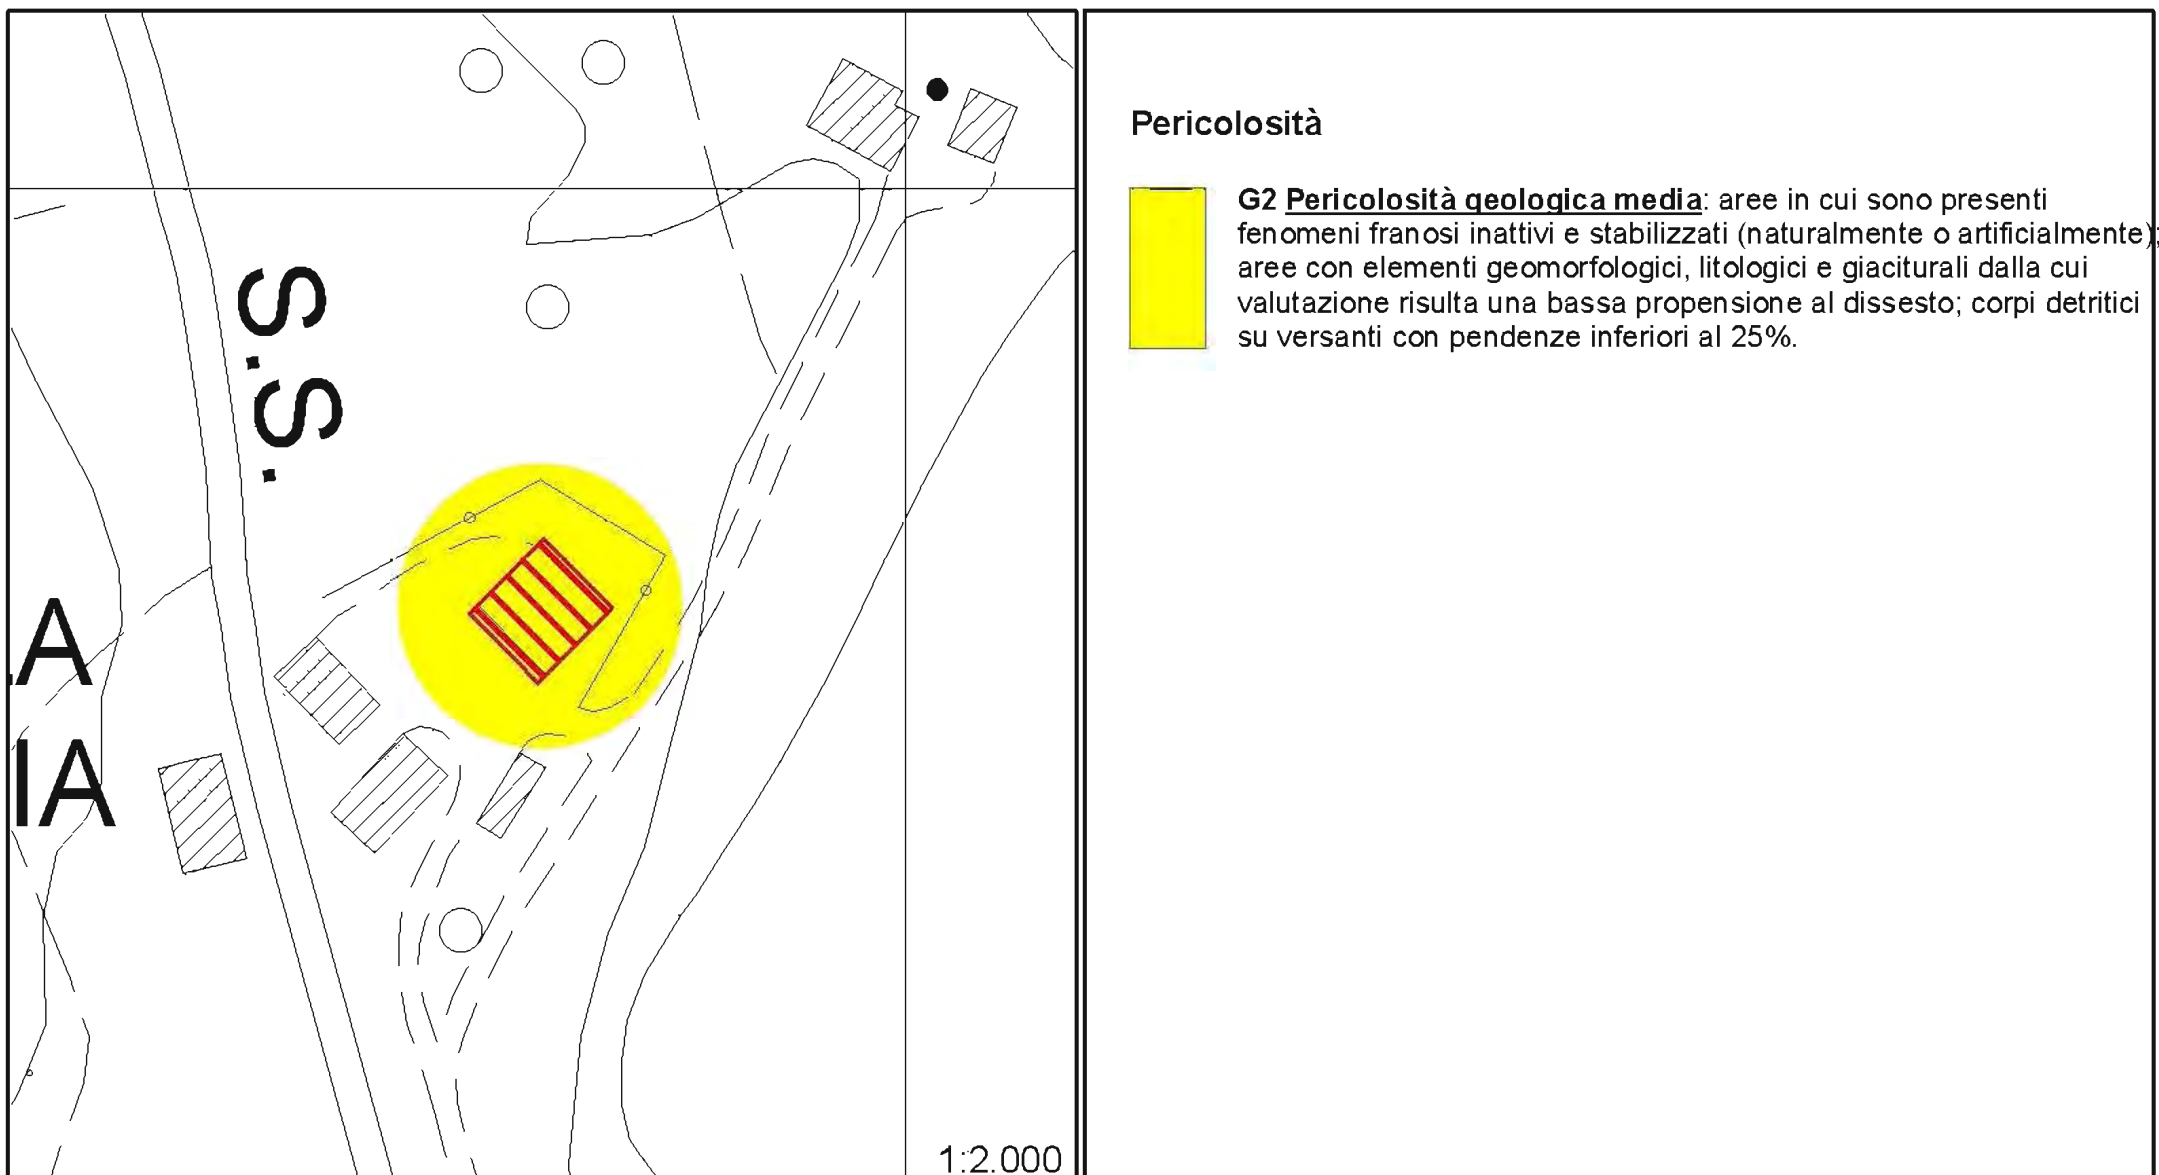 S.S.
.A
IA
1:2.000
Pericolosità
G2 Pericolosità geologica media: aree in cui sono presenti
fenomeni franosi inattivi e stabilizzati (naturalmente o artificialmente);
aree con elementi geomorfologici, litologici e giaciturali dalla cui
valutazione risulta una bassa propensione al dissesto; corpi detritici
su versanti con pendenze inferiori al 25%.